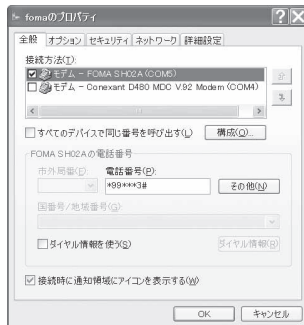 fomaのプロパティ
全般 オプション セキュリティ ネットワーク 詳細設定
接続方法(T):
モデム - FOMA SH02A (COM5)
モデム - Conexant D480 MDC V.92 Modem (COM4)
すべてのデバイスで同じ番号を呼び出す(L) 構成(O)...
FOMA SH02Aの電話番号
市外局番(E): 電話番号(P):
*99***3# その他(N)
国番号/地域番号(G):
ダイヤル情報を使う(S) ダイヤル情報(R)
接続時に通知領域にアイコンを表示する(W)
OK キャンセル